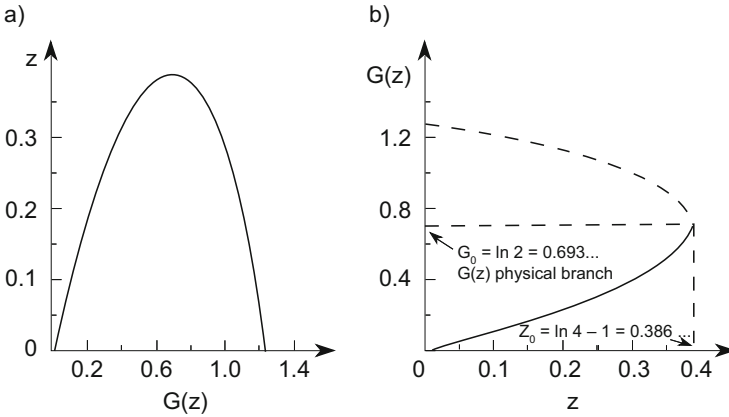 a)
z
0.3
0.2
0.1
0
0.2 0.6 1.0 1.4
G(z)
b)
G(z)
1.2
0.8
0.4
G₀ = ln 2 = 0.693...
G(z) physical branch
Z₀ = ln 4 – 1 = 0.386 ...
0 0.1 0.2 0.3 0.4
z